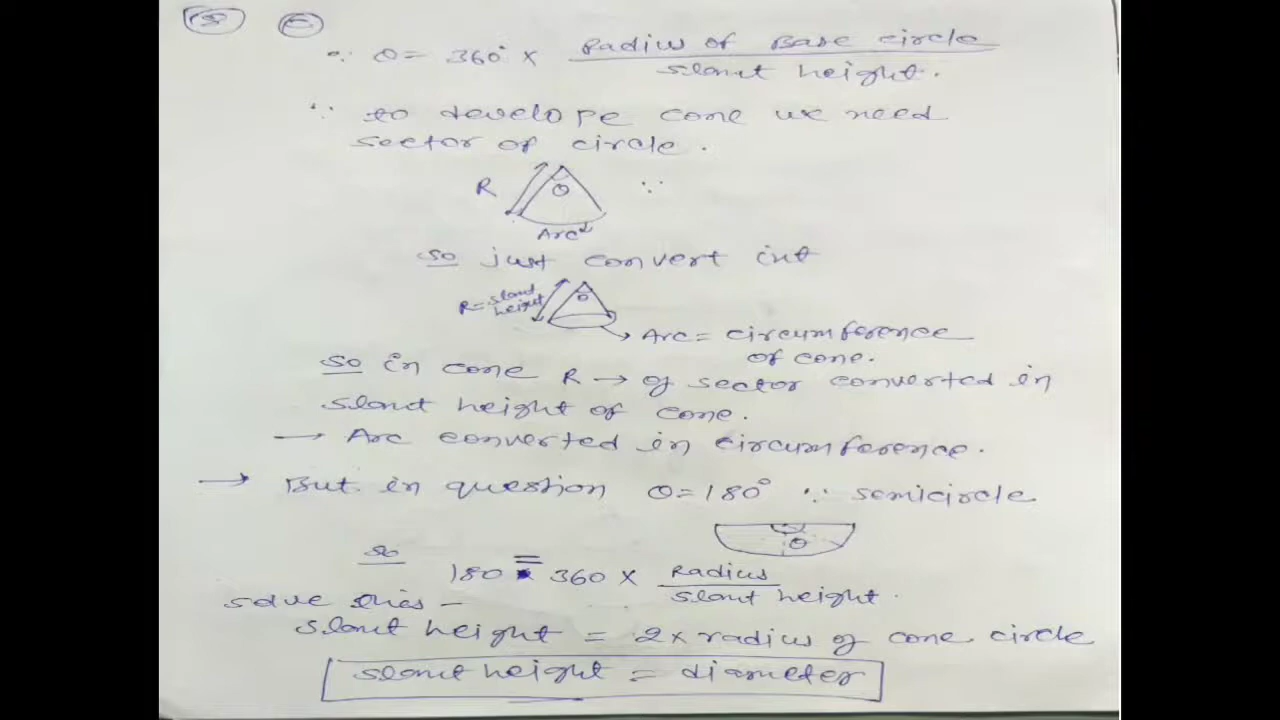 8 C
∵ θ = 360° × Radius of Base circle / slant height.
∵ to develope cone we need
sector of circle.
R θ ∵
Arc
so just convert int
R = slant height θ
→ Arc = circumference
of cone.
so in cone R → of sector converted in
slant height of cone.
→ Arc converted in circumference.
→ But in question θ = 180° ∵ semicircle
θ
so 180 = 360 × Radius / slant height.
solve this –
slant height = 2 × radius of cone circle
slant height = diameter